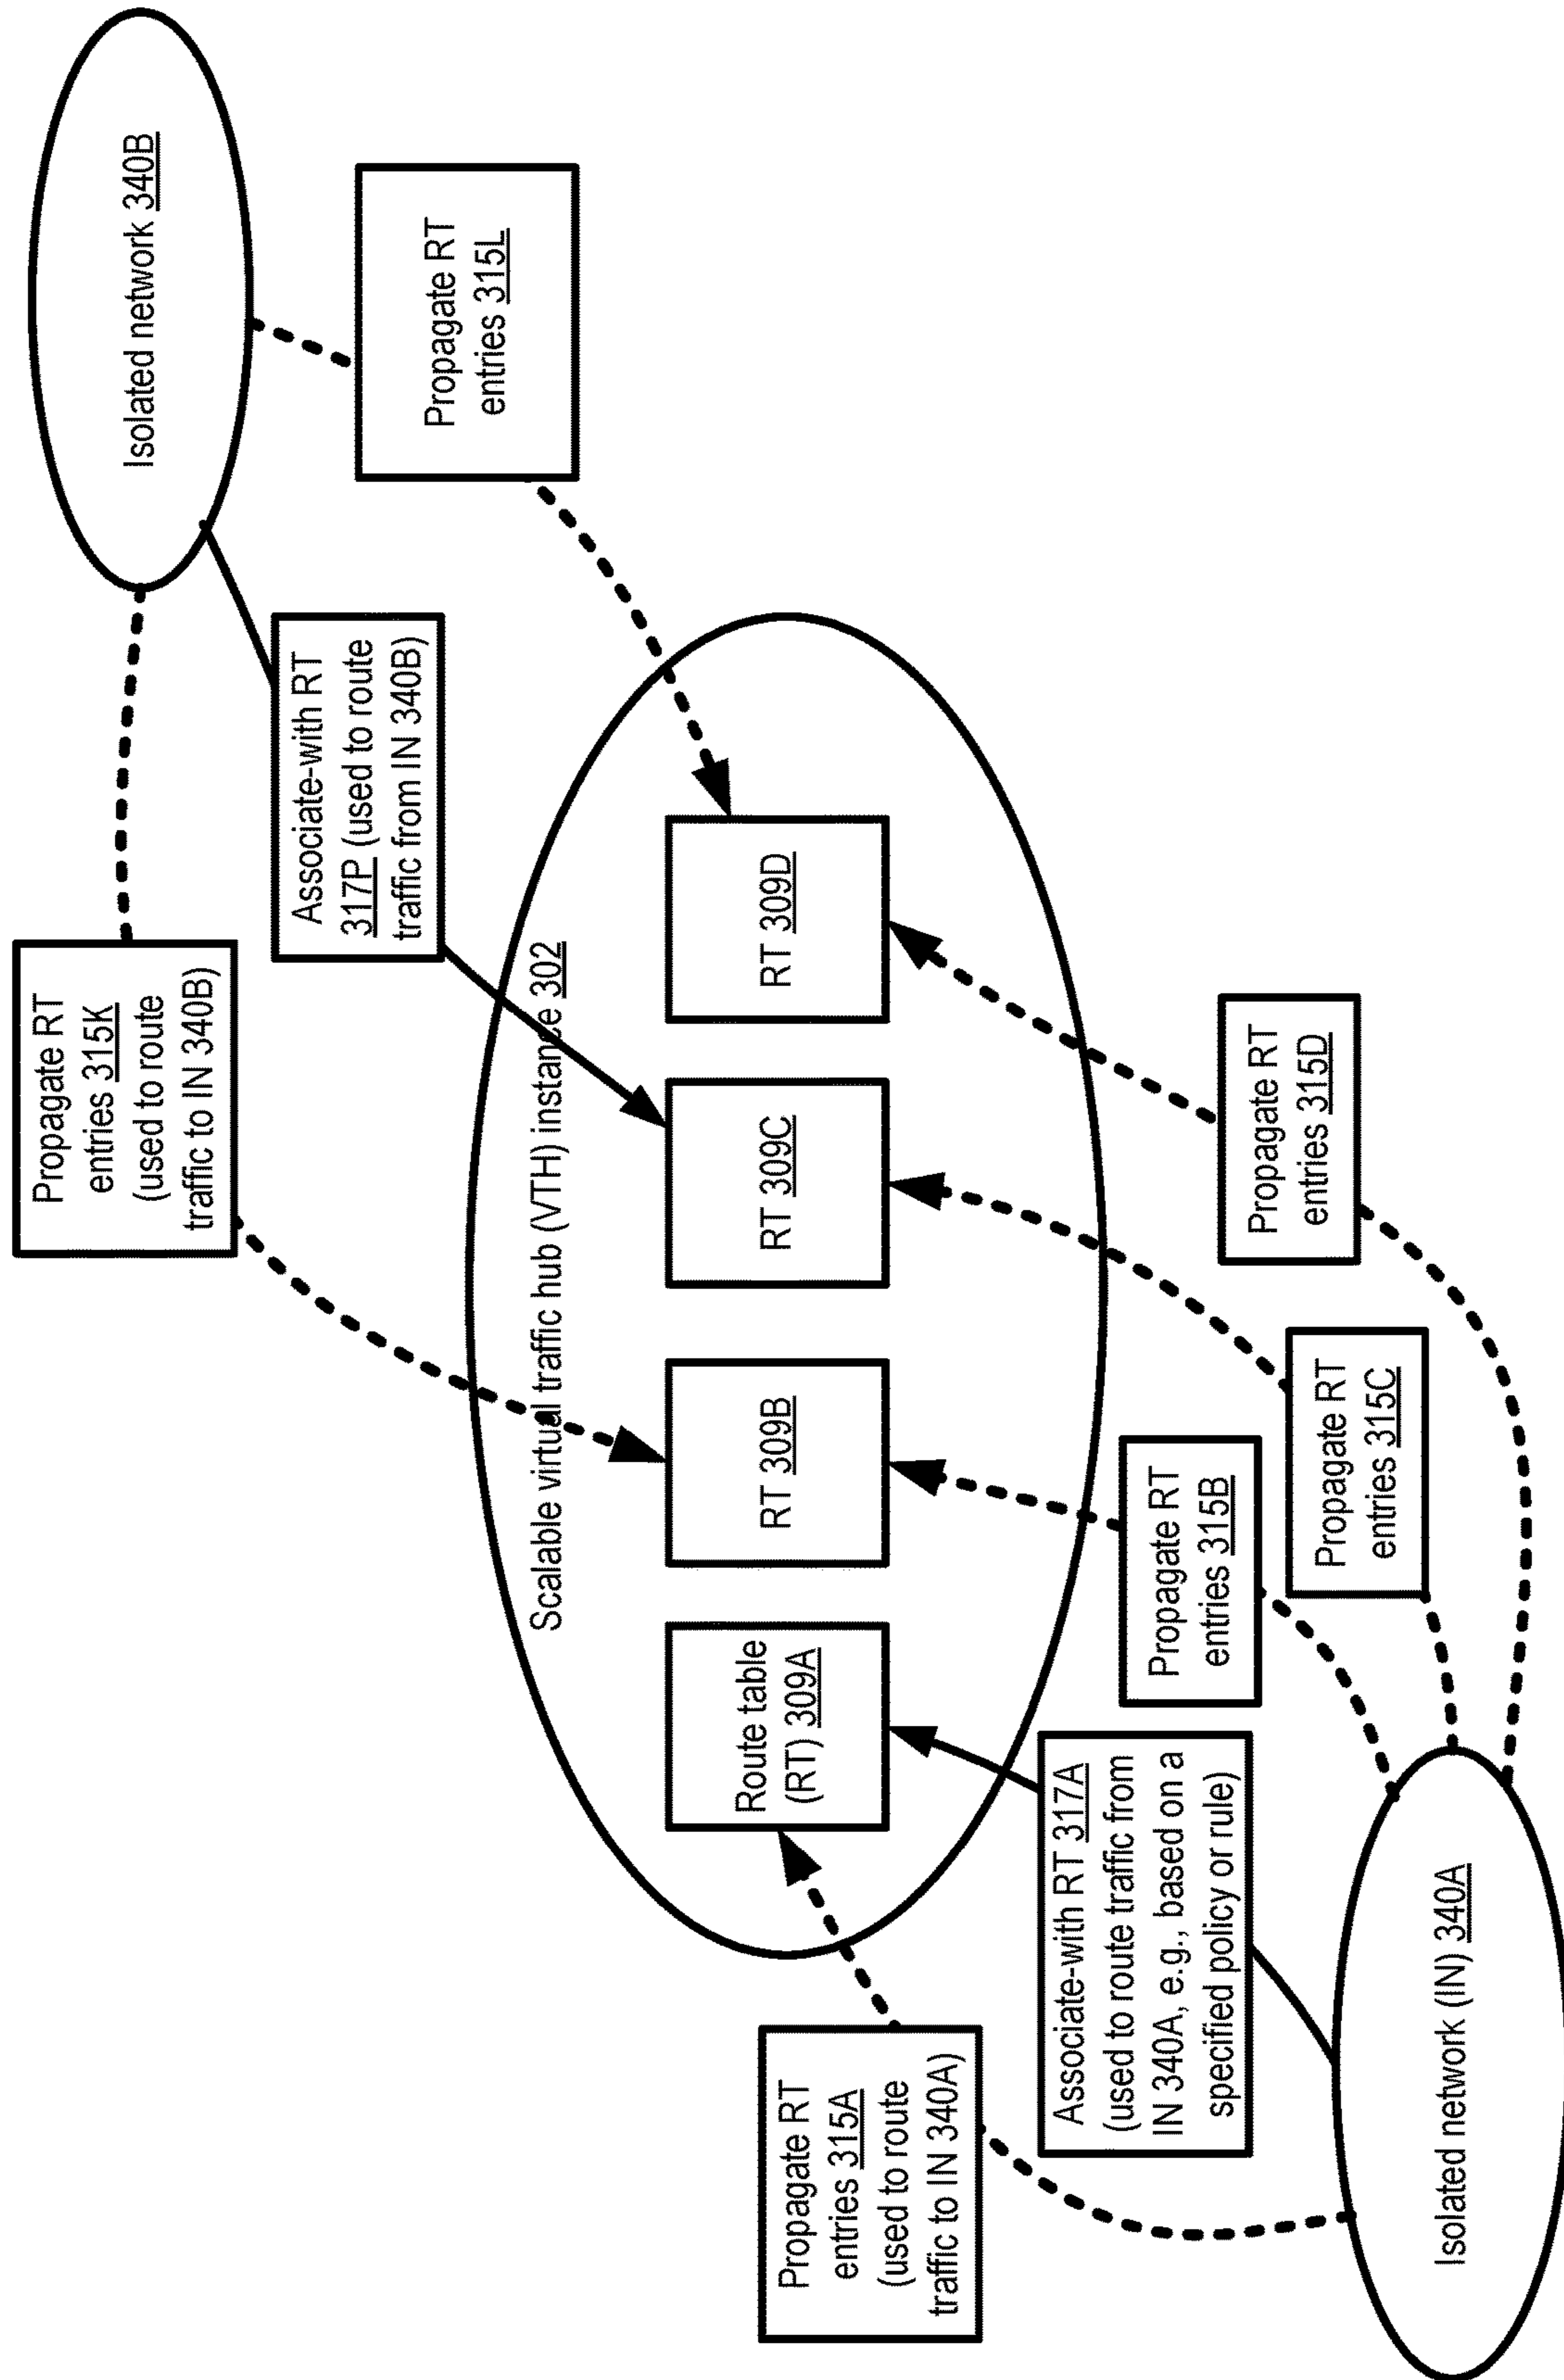 Propagate RT
entries 315K
(used to route
traffic to IN 340B)
Isolated network 340B
Associate-with RT
317P (used to route
traffic from IN 340B)
Propagate RT
entries 315L
Scalable virtual traffic hub (VTH) instance 302
Route table
(RT) 309A
RT 309B
RT 309C
RT 309D
Propagate RT
entries 315A
(used to route
traffic to IN 340A)
Associate-with RT 317A
(used to route traffic from
IN 340A, e.g., based on a
specified policy or rule)
Propagate RT
entries 315B
Propagate RT
entries 315C
Propagate RT
entries 315D
Isolated network (IN) 340A